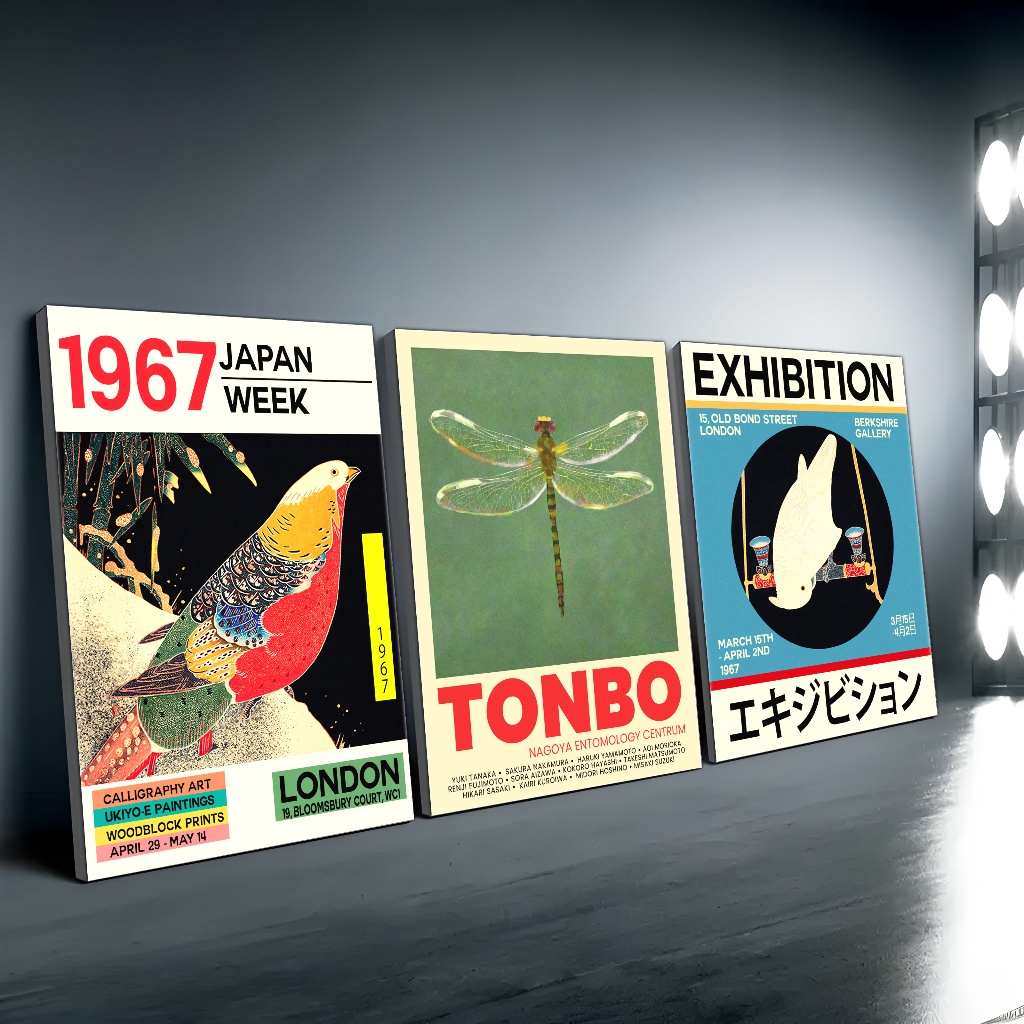 1967 JAPAN
WEEK
1967
CALLIGRAPHY ART
UKIYO-E PAINTINGS
WOODBLOCK PRINTS
APRIL 29 - MAY 14
LONDON
19, BLOOMSBURY COURT, WC1
TONBO
NAGOYA ENTOMOLOGY CENTRUM
YUKI TANAKA • SAKURA NAKAMURA • HARUKI YAMAMOTO • AOI MORIOKA
RENJI FUJIMOTO • SORA AIZAWA • KOKORO HAYASHI • TAKESHI MATSUMOTO
HIKARI SASAKI • KAIRI KUROIWA • MIDORI HOSHINO • MISAKI SUZUKI
EXHIBITION
15, OLD BOND STREET
LONDON
BERKSHIRE
GALLERY
MARCH 15TH
- APRIL 2ND
1967
3月15日
-4月2日
エキジビション